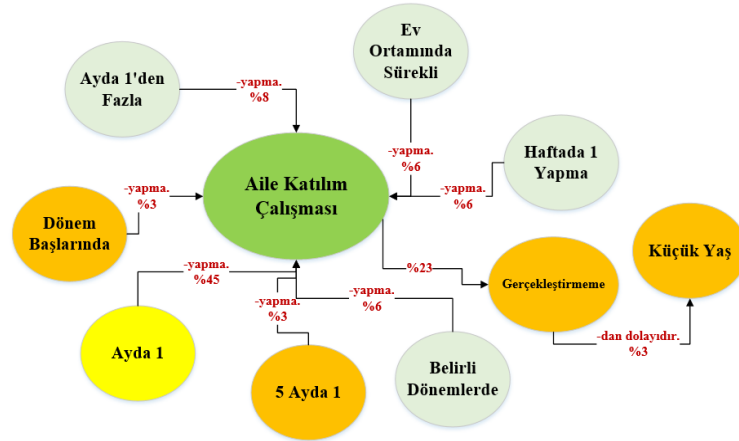 Ev
Ortamında
Sürekli
Ayda 1'den
Fazla
-yapma.
%8
-yapma.
%6
Haftada 1
Yapma
-yapma.
%6
Aile Katılım
Çalışması
Dönem
Başlarında
-yapma.
%3
Küçük Yaş
%23
Gerçekleştirmeme
-yapma.
%45
-yapma.
%3
-yapma.
%6
-dan dolayıdır.
%3
Ayda 1
5 Ayda 1
Belirli
Dönemlerde